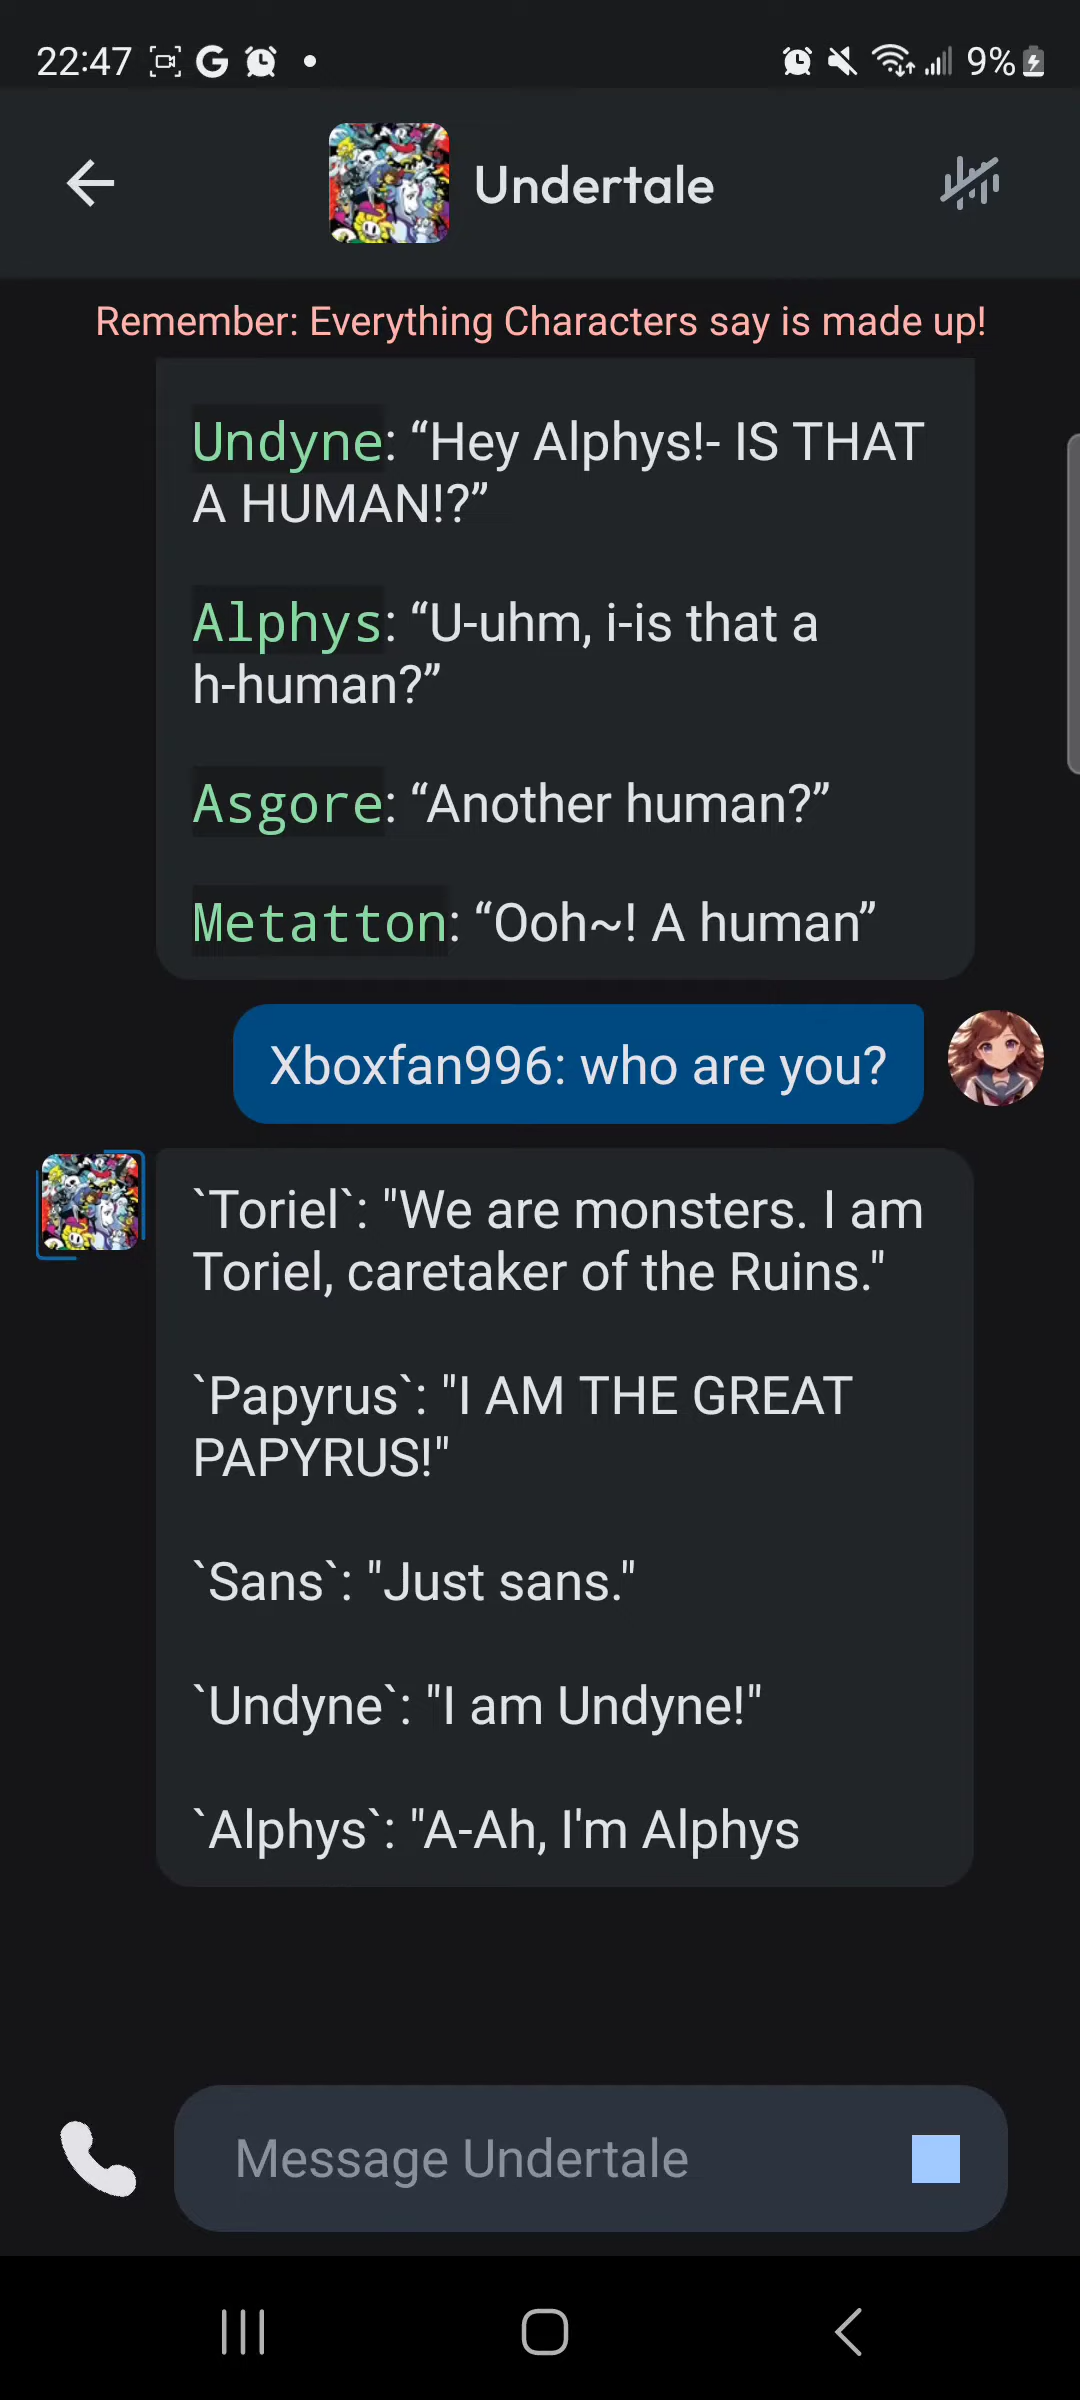 22:47
9%
Undertale
Remember: Everything Characters say is made up!
Undyne: “Hey Alphys!- IS THAT
A HUMAN!?”
Alphys: “U-uhm, i-is that a
h-human?”
Asgore: “Another human?”
Metatton: “Ooh~! A human”
Xboxfan996: who are you?
`Toriel`: "We are monsters. I am
Toriel, caretaker of the Ruins."
`Papyrus`: "I AM THE GREAT
PAPYRUS!"
`Sans`: "Just sans."
`Undyne`: "I am Undyne!"
`Alphys`: "A-Ah, I'm Alphys
Message Undertale